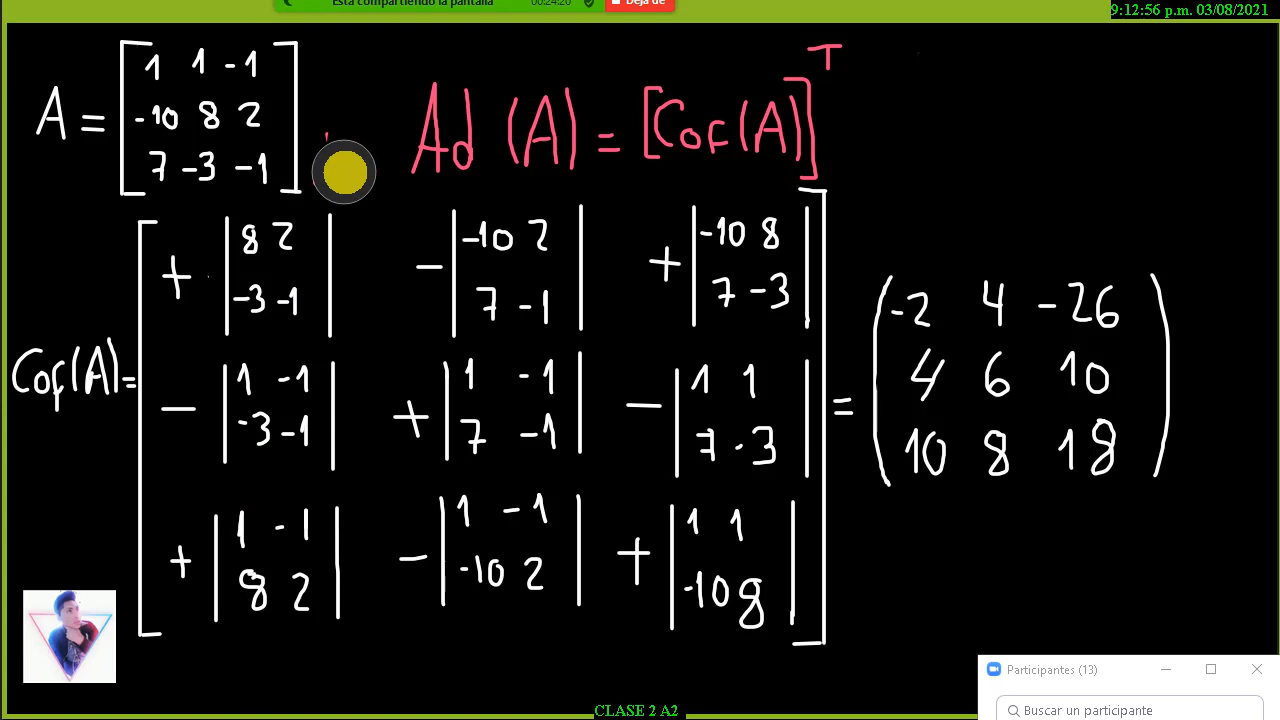 Está compartiendo la pantalla 00:24:20 Deja de
9:12:56 p.m. 03/08/2021
A = [1 1 -1
-10 8 2
7 -3 -1]
Ad (A) = [Cof(A)]^T
Cof(A) = [+ |8 2 - |-10 2 + |-10 8
-3 -1| 7 -1| 7 -3|
- |1 -1 + |1 -1 - |1 1
-3 -1| 7 -1| 7 -3|
+ |1 -1 - |1 -1 + |1 1
8 2| -10 2| -10 8|]
= (-2 4 -26
4 6 10
10 8 18)
Participantes (13)
Buscar un participante
CLASE 2 A2